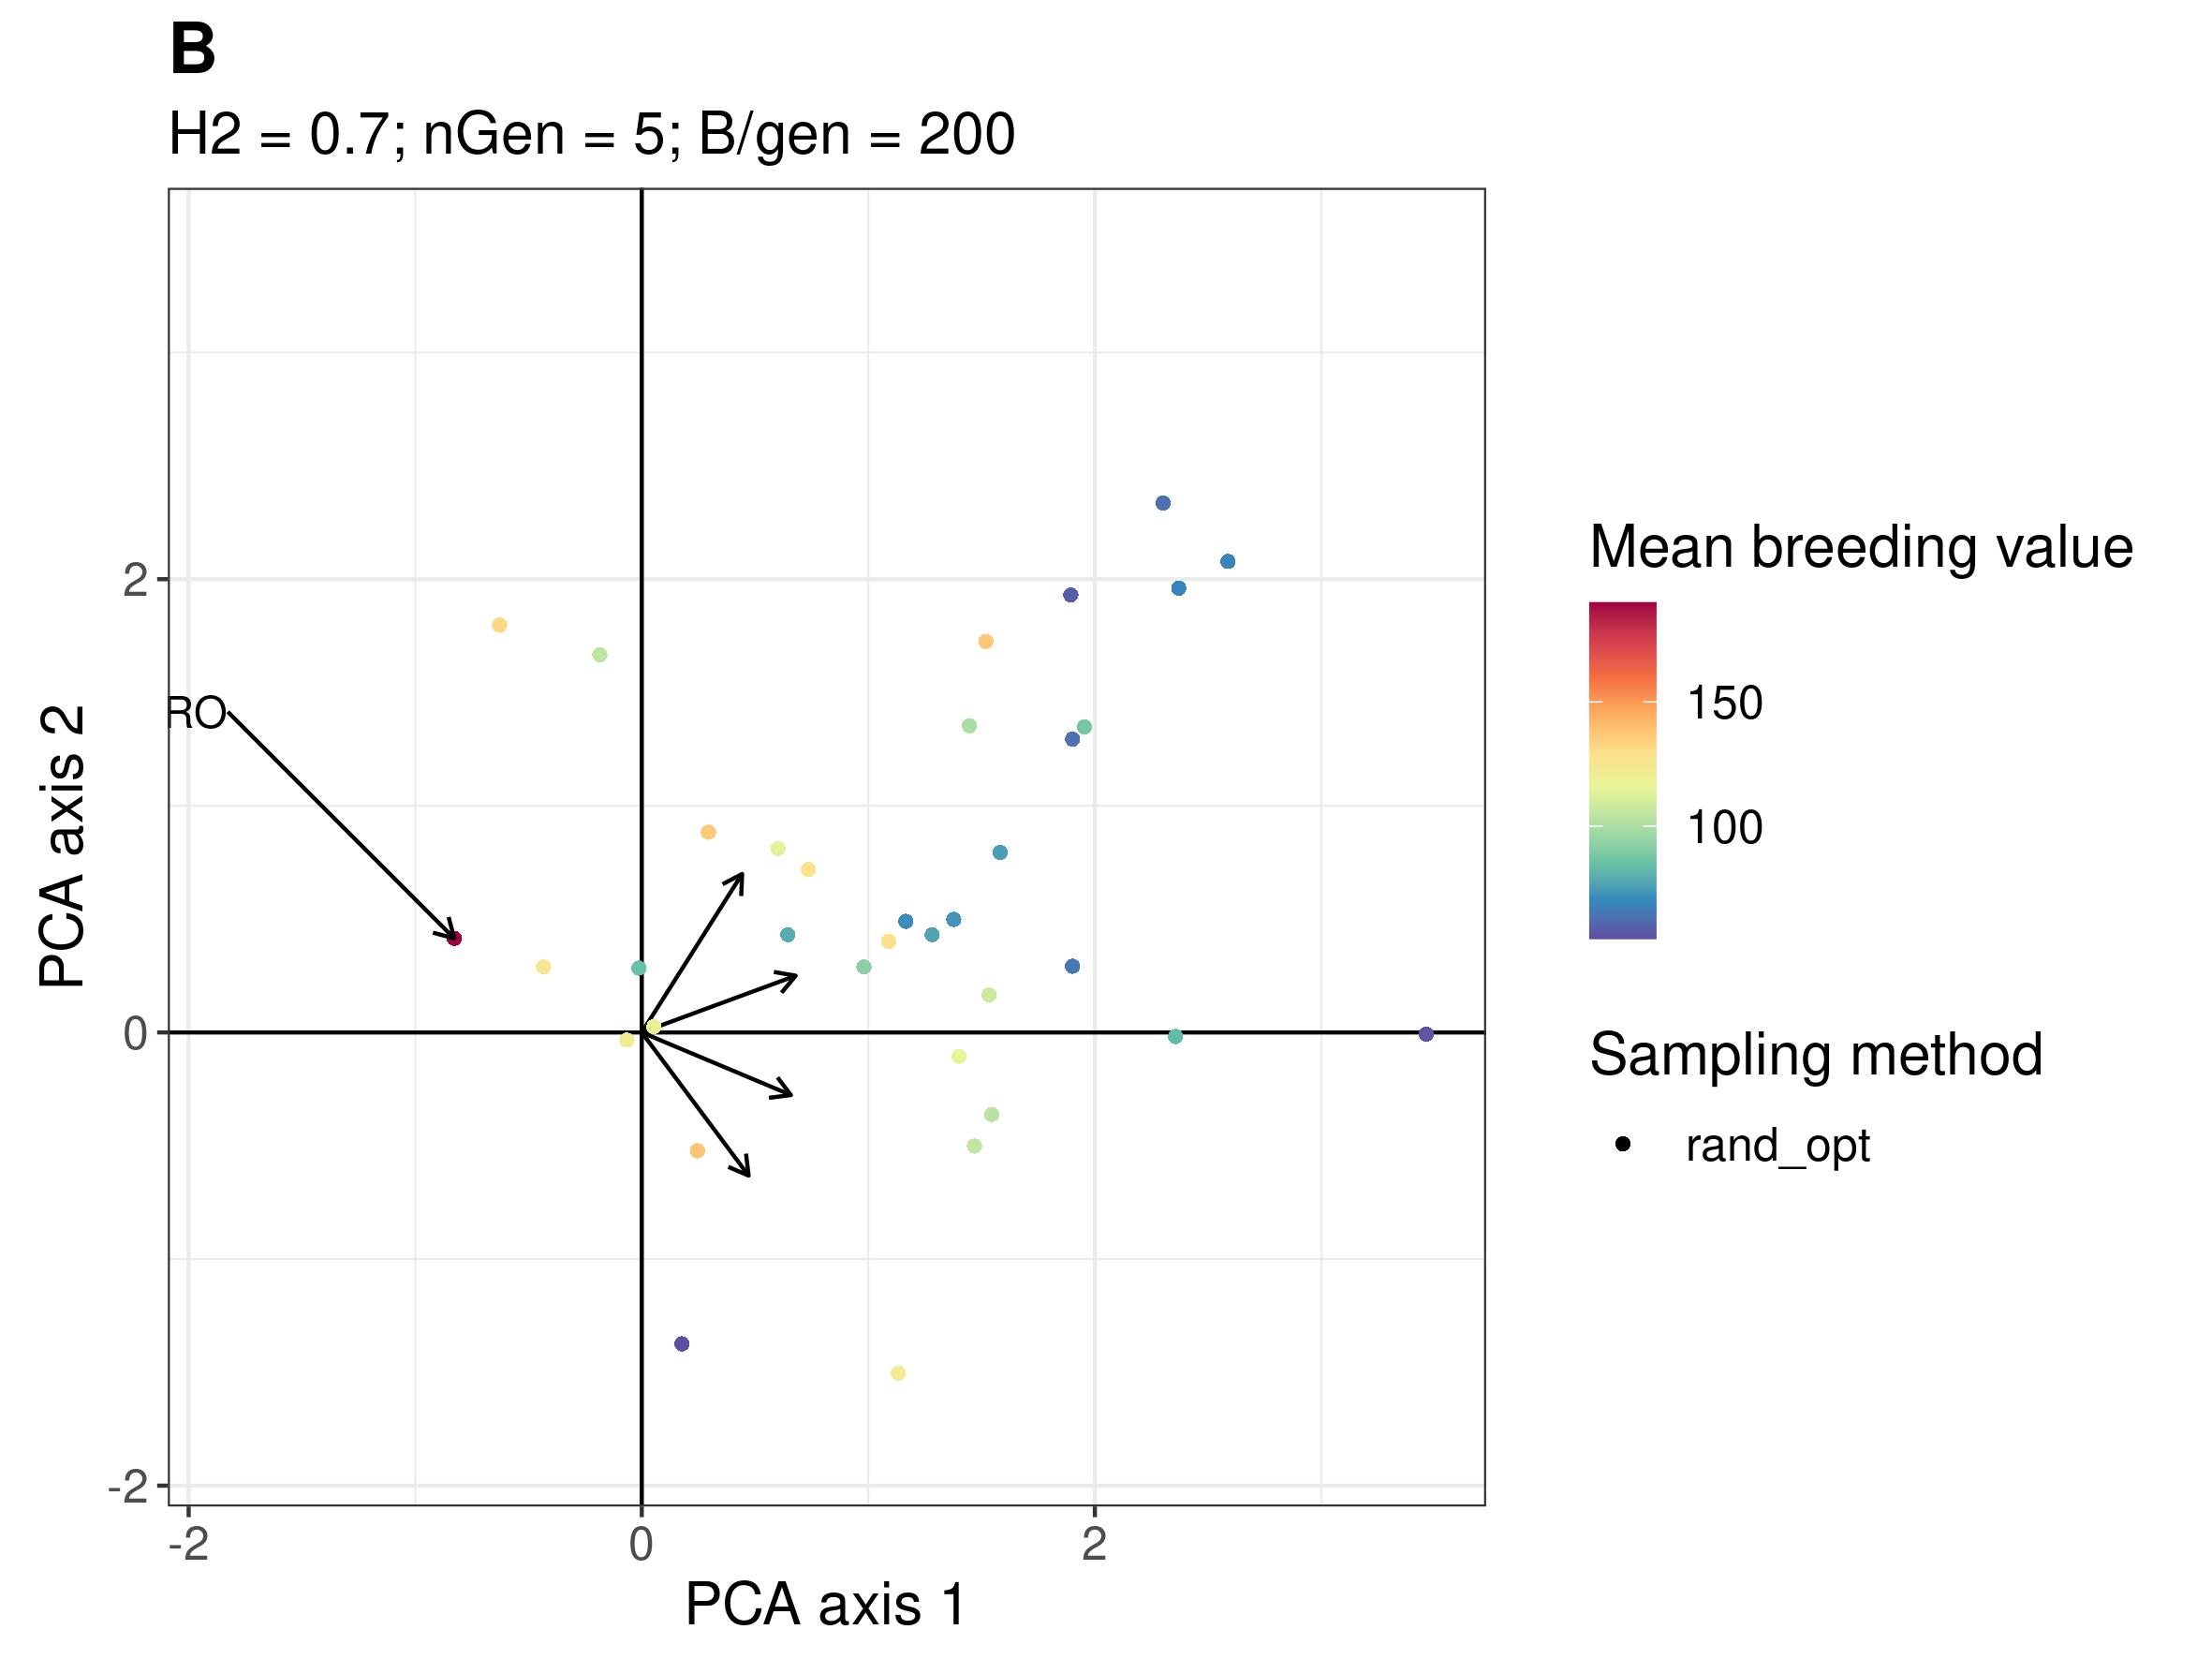 B
H2 = 0.7; nGen = 5; B/gen = 200
PCA axis 2
2
0
-2
RO
-2
0
2
PCA axis 1
Mean breeding value
150
100
Sampling method
rand_opt